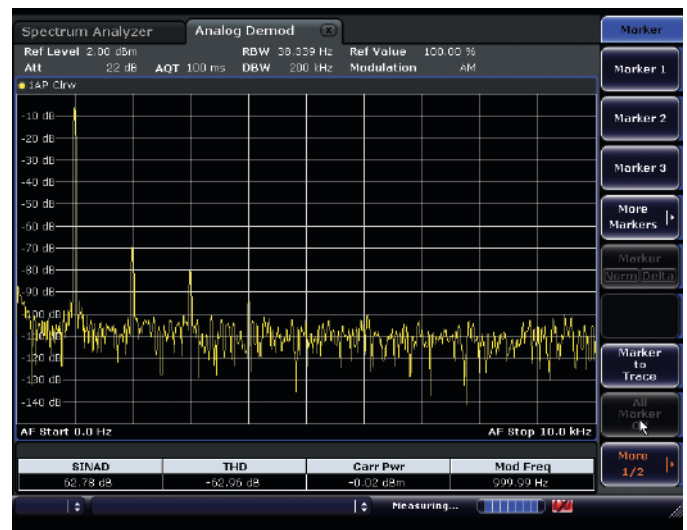 Spectrum Analyzer Analog Demod x Marker
Ref Level 2.00 dBm RBW 38.339 Hz Ref Value 100.00 %
Att 22 dB AQT 100 ms DBW 200 kHz Modulation AM
1AP Clrw
-10 dB
-20 dB
-30 dB
-40 dB
-50 dB
-60 dB
-70 dB
-80 dB
-90 dB
-120 dB
-130 dB
-140 dB
AF Start 0.0 Hz AF Stop 10.0 kHz
SINAD THD Carr Pwr Mod Freq
62.78 dB -62.96 dB -0.02 dBm 999.99 Hz
Measuring...
Marker 1
Marker 2
Marker 3
More
Markers
Marker
Norm Delta
Marker
to
Trace
All
Marker
More
1/2